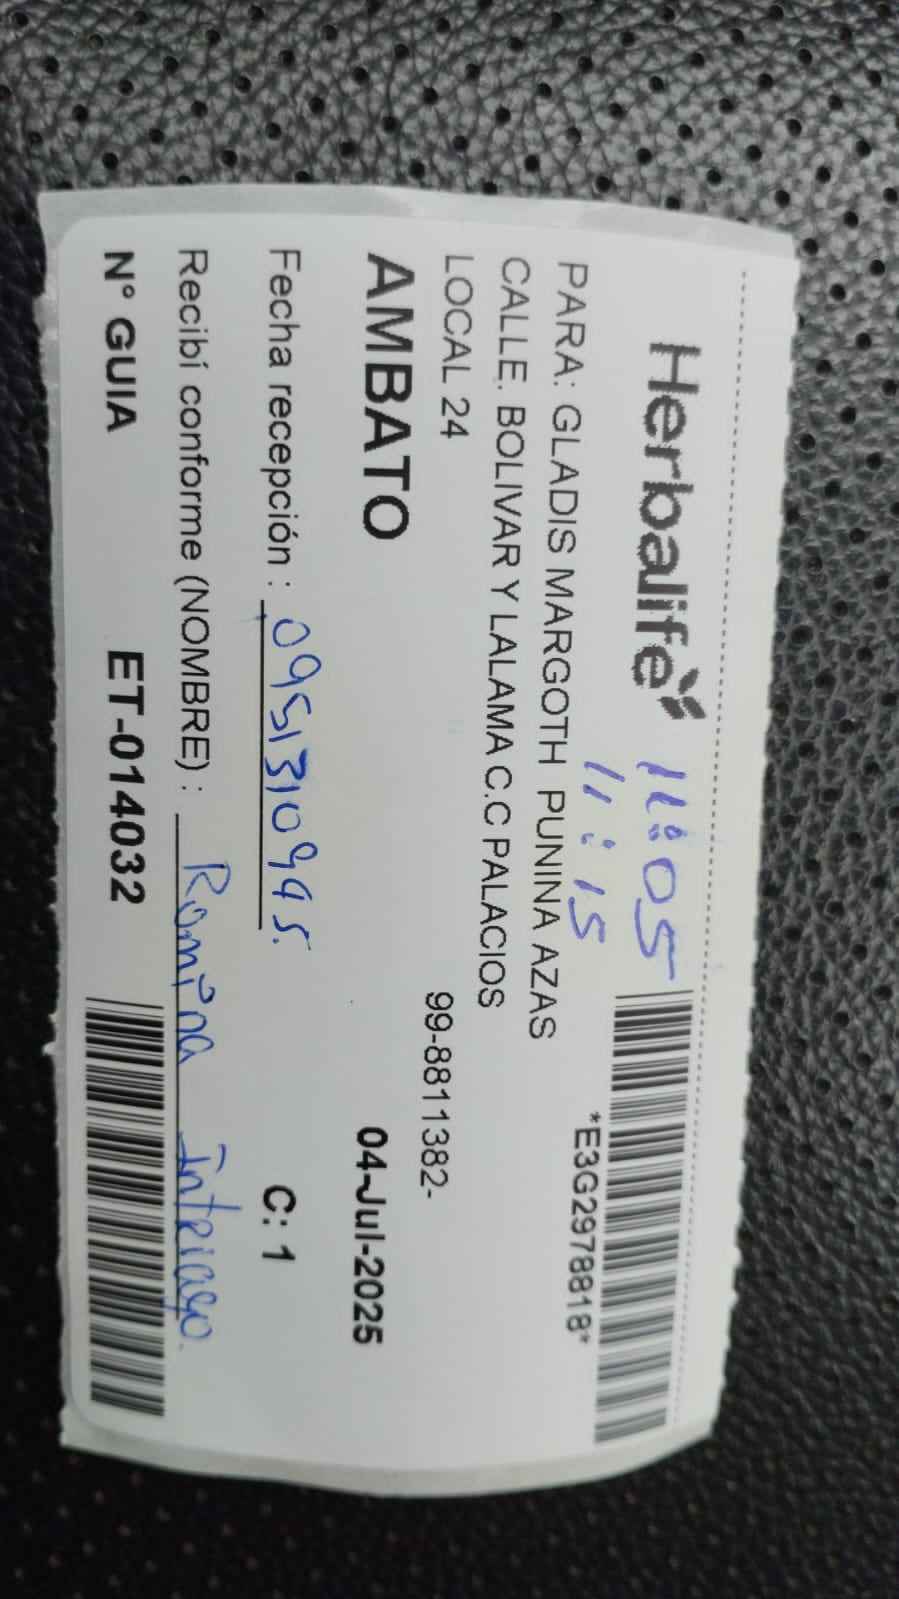 Herbalife
11:05
11:15
*E3G2978818*
PARA: GLADIS MARGOTH PUNINA AZAS
CALLE. BOLIVAR Y LALAMA C.C PALACIOS
LOCAL 24
99-8811382-
AMBATO
04-Jul-2025
Fecha recepción : 0951310995.
C: 1
Recibí conforme (NOMBRE) : Romina Intriago.
N° GUIA ET-014032